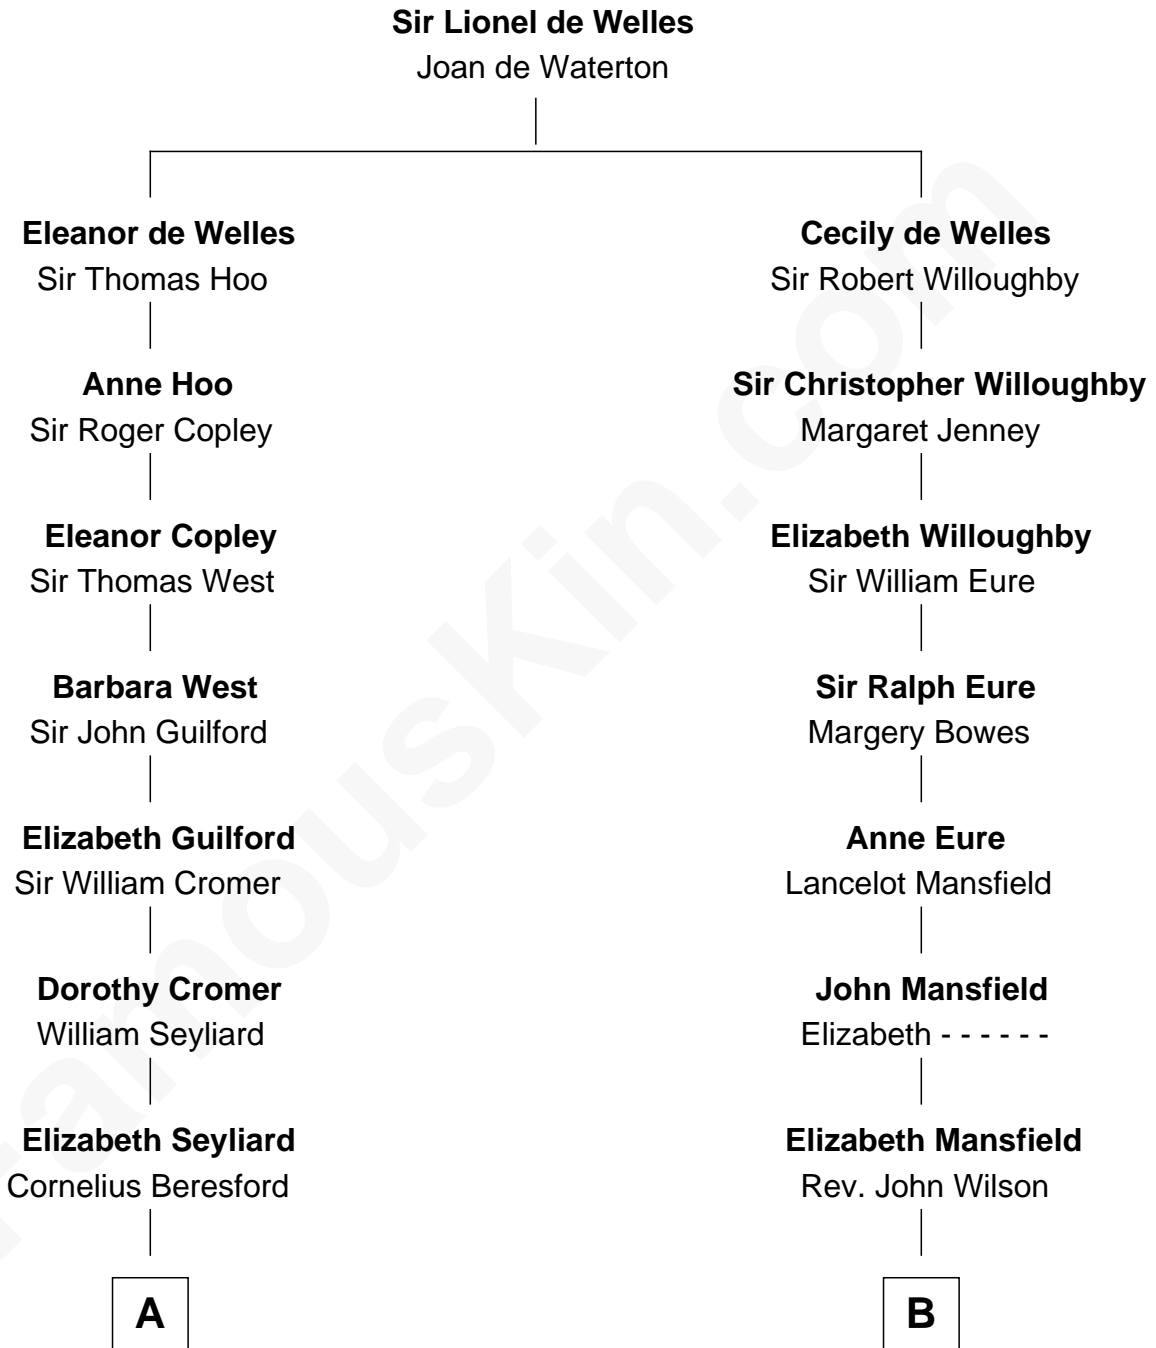 Sir Lionel de Welles
Joan de Waterton
Eleanor de Welles
Sir Thomas Hoo
Cecily de Welles
Sir Robert Willoughby
Anne Hoo
Sir Roger Copley
Sir Christopher Willoughby
Margaret Jenney
Eleanor Copley
Sir Thomas West
Elizabeth Willoughby
Sir William Eure
Barbara West
Sir John Guilford
Sir Ralph Eure
Margery Bowes
Elizabeth Guilford
Sir William Cromer
Anne Eure
Lancelot Mansfield
Dorothy Cromer
William Seyliard
John Mansfield
Elizabeth - - - - - -
Elizabeth Seyliard
Cornelius Beresford
Elizabeth Mansfield
Rev. John Wilson
A
B
FamousKin.com